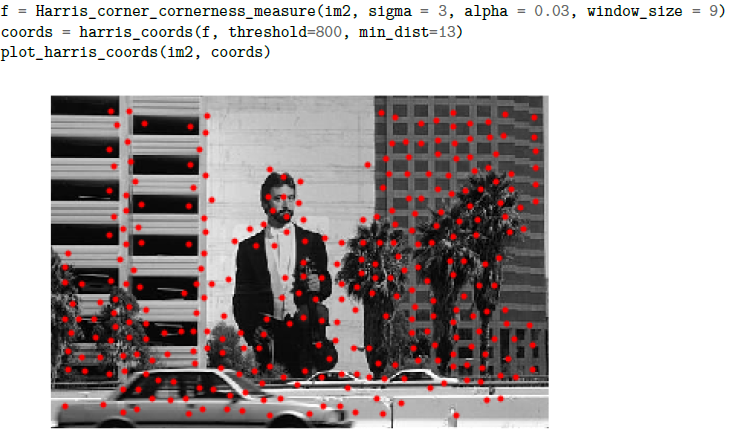 f = Harris_corner_cornerness_measure(im2, sigma = 3, alpha = 0.03, window_size = 9)
coords = harris_coords(f, threshold=800, min_dist=13)
plot_harris_coords(im2, coords)